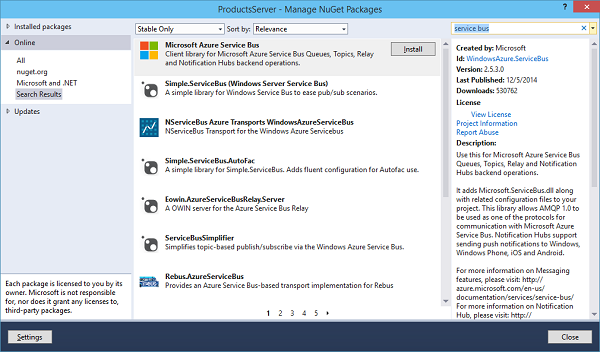 ProductsServer - Manage NuGet Packages
Installed packages
Online
All
nuget.org
Microsoft and .NET
Search Results
Updates
Each package is licensed to you by its
owner. Microsoft is not responsible
for, nor does it grant any licenses to,
third-party packages.
Stable Only
Sort by: Relevance
Microsoft Azure Service Bus
Client library for Microsoft Azure Service Bus Queues, Topics, Relay
and Notification Hubs backend operations.
Install
Simple.ServiceBus (Windows Server Service Bus)
A simple library for Windows Service Bus to ease pub/sub scenarios.
NServiceBus Azure Transports WindowsAzureServiceBus
NServiceBus Transport for the Windows Azure Servicebus
Simple.ServiceBus.AutoFac
A simple library for Simple.ServiceBus. Adds fluent configuration for Autofac use.
Eowin.AzureServiceBusRelay.Server
A OWIN server for the Azure Service Bus Relay
ServiceBusSimplifier
Simplifies topic-based publish/subscribe via the Windows Azure Service Bus.
Rebus.AzureServiceBus
Provides an Azure Service Bus-based transport implementation for Rebus
1 2 3 4 5
service bus
Created by: Microsoft
Id: WindowsAzure.ServiceBus
Version: 2.5.3.0
Last Published: 12/5/2014
Downloads: 530762
License
View License
Project Information
Report Abuse
Description:
Use this for Microsoft Azure Service Bus
Queues, Topics, Relay and Notification
Hubs backend operations.
It adds Microsoft.ServiceBus.dll along
with related configuration files to your
project. This library allows AMQP 1.0 to
be used as one of the protocols for
communication with Microsoft Azure
Service Bus. Notification Hubs support
sending push notifications to Windows,
Windows Phone, iOS and Android.
For more information on Messaging
features, please visit: http://
azure.microsoft.com/en-us/
documentation/services/service-bus/
For more information on Notification
Hub, please visit: http://
Settings
Close